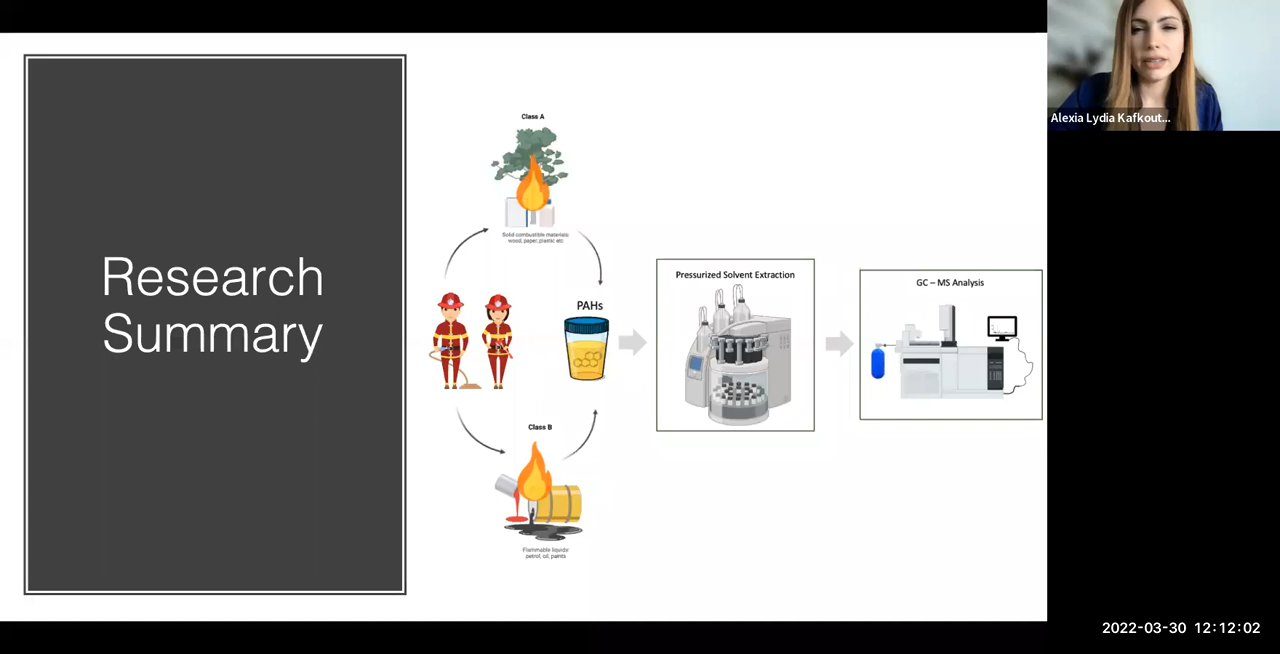 Research
Summary
Class A
Solid combustible materials:
wood, paper, plastic etc
PAHs
Class B
Flammable liquids:
petrol, oil, paints
Pressurized Solvent Extraction
GC – MS Analysis
Alexia Lydia Kafkout...
2022-03-30 12:12:02